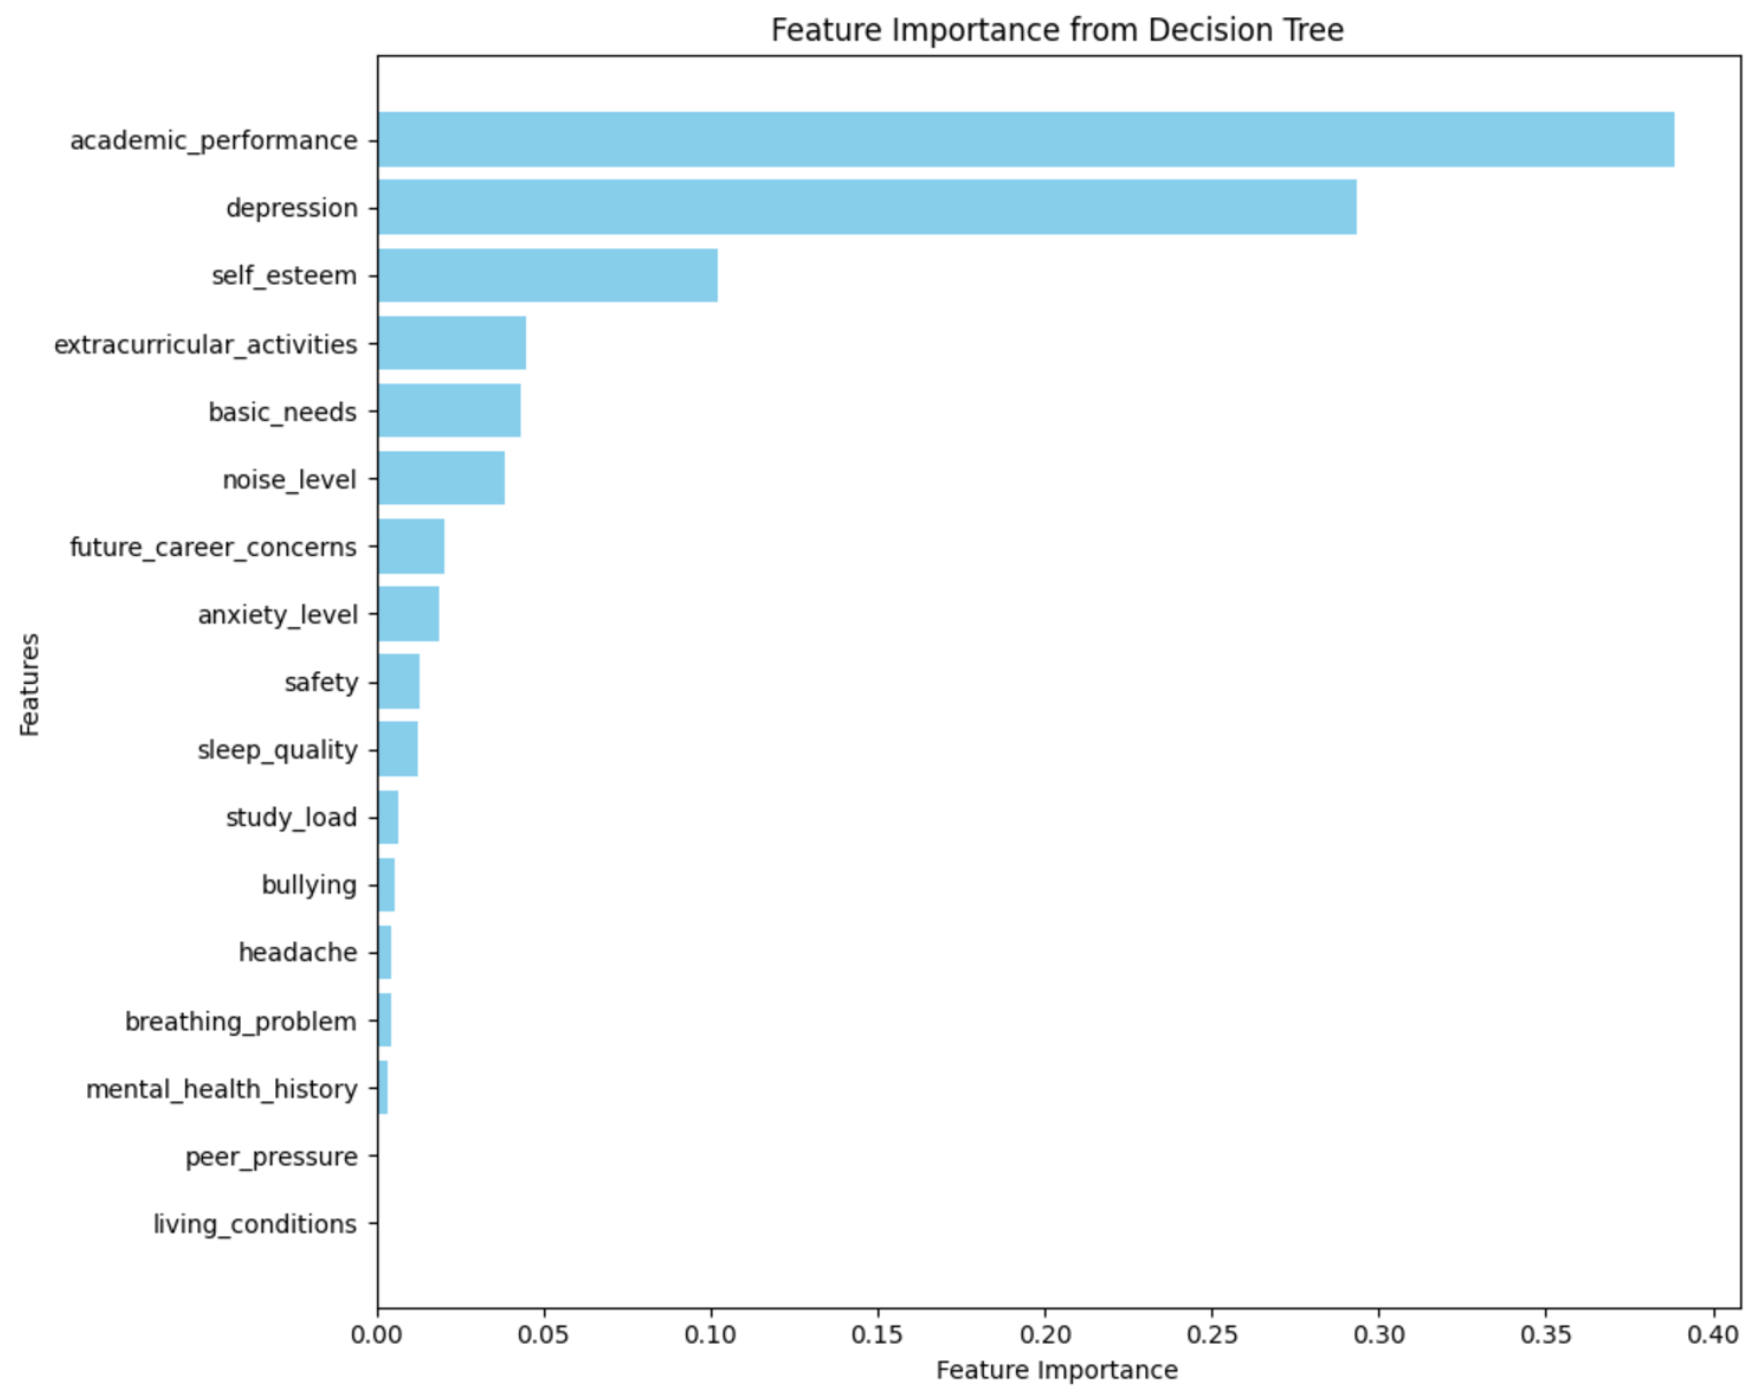 Feature Importance from Decision Tree
academic_performance
depression
self_esteem
extracurricular_activities
basic_needs
noise_level
future_career_concerns
anxiety_level
safety
sleep_quality
study_load
bullying
headache
breathing_problem
mental_health_history
peer_pressure
living_conditions
Features
0.00 0.05 0.10 0.15 0.20 0.25 0.30 0.35 0.40
Feature Importance